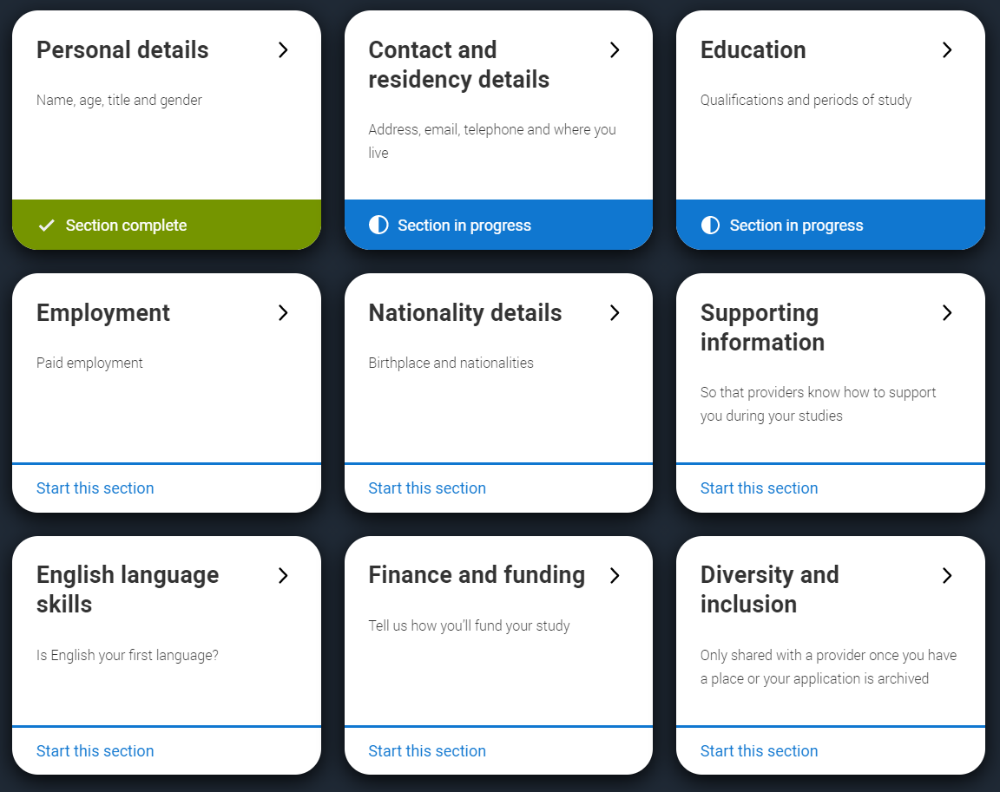 Personal details
Name, age, title and gender
Section complete
Contact and
residency details
Address, email, telephone and where you
live
Section in progress
Education
Qualifications and periods of study
Section in progress
Employment
Paid employment
Start this section
Nationality details
Birthplace and nationalities
Start this section
Supporting
information
So that providers know how to support
you during your studies
Start this section
English language
skills
Is English your first language?
Start this section
Finance and funding
Tell us how you'll fund your study
Start this section
Diversity and
inclusion
Only shared with a provider once you have
a place or your application is archived
Start this section